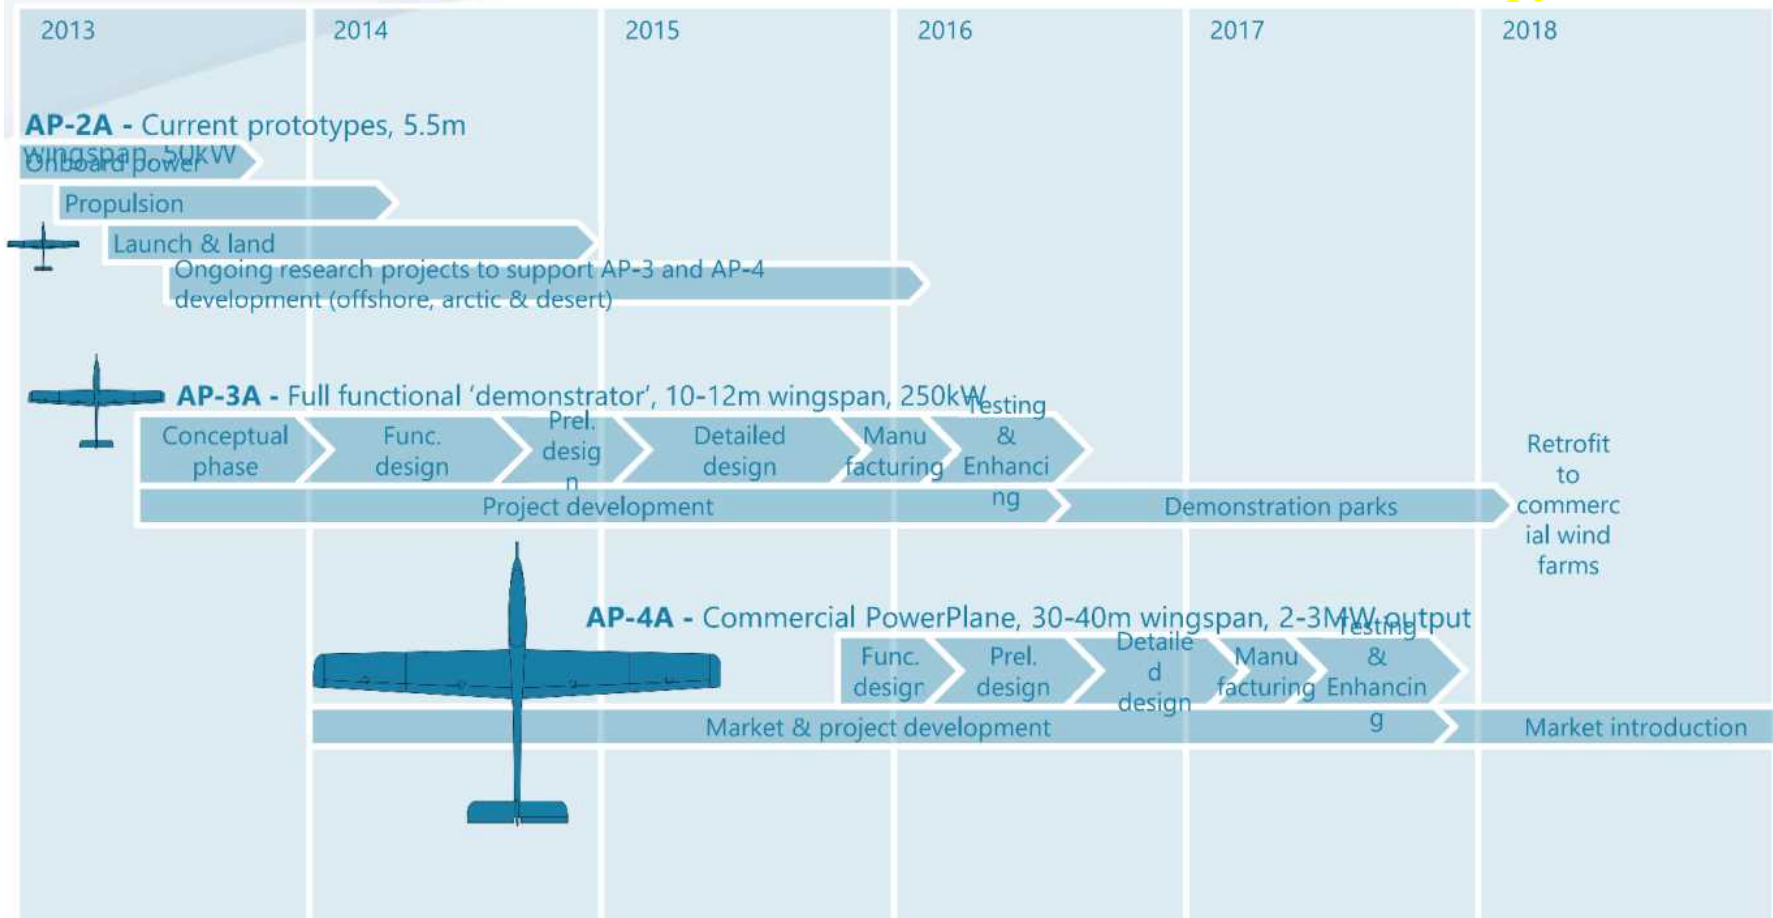 2013
2014
2015
2016
2017
2018
AP-2A - Current prototypes, 5.5m
wingspan, 50kW
Onboard power
Propulsion
Launch & land
Ongoing research projects to support AP-3 and AP-4
development (offshore, arctic & desert)
AP-3A - Full functional ‘demonstrator’, 10-12m wingspan, 250kW
Conceptual
phase
Func.
design
Prel.
desig
n
Detailed
design
Manu
facturing
Testing
&
Enhanci
ng
Project development
Demonstration parks
Retrofit
to
commerc
ial wind
farms
AP-4A - Commercial PowerPlane, 30-40m wingspan, 2-3MW output
Func.
design
Prel.
design
Detaile
d
design
Manu
facturing
Testing
&
Enhancin
g
Market & project development
Market introduction